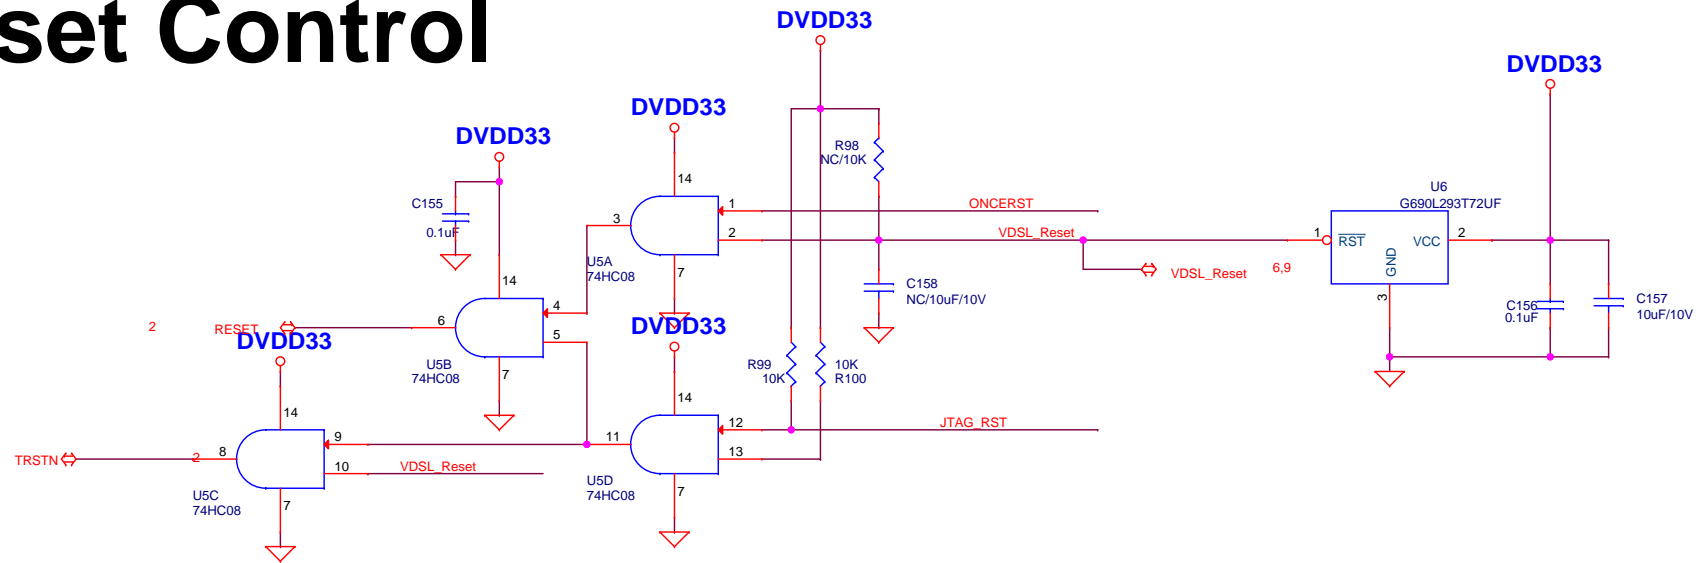 set Control
DVDD33
DVDD33
DVDD33
DVDD33
14
R98
NC/10K
U6
G690L293T72UF
C155
0.1uF
3
1
ONCERST
2
VDSL_Reset
1
RST
VCC
2
GND
3
14
U5A
74HC08
7
VDSL_Reset
6,9
C158
NC/10uF/10V
C156
0.1uF
C157
10uF/10V
4
5
6
2
RESET
DVDD33
DVDD33
U5B
74HC08
7
R99
10K
10K
R100
14
14
12
JTAG_RST
13
11
9
8
2
TRSTN
10
VDSL_Reset
U5C
74HC08
7
U5D
74HC08
7